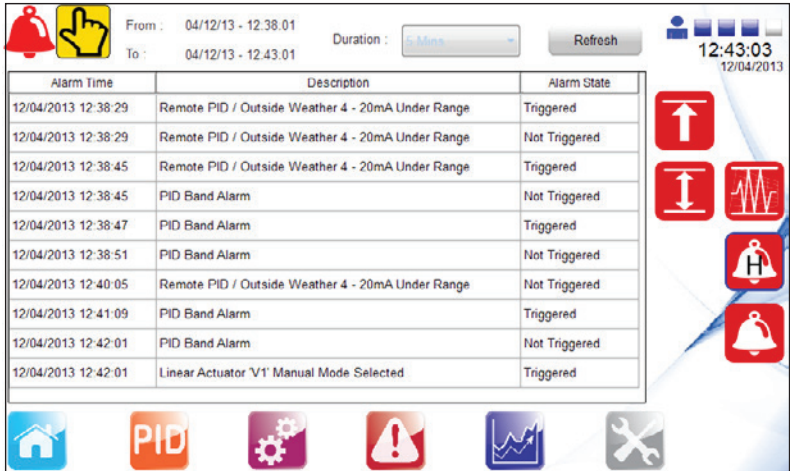 From : 04/12/13 - 12.38.01
To : 04/12/13 - 12.43.01
Duration : 5 Mins
Refresh
12:43:03
12/04/2013
Alarm Time Description Alarm State
12/04/2013 12:38:29 Remote PID / Outside Weather 4 - 20mA Under Range Triggered
12/04/2013 12:38:29 Remote PID / Outside Weather 4 - 20mA Under Range Not Triggered
12/04/2013 12:38:45 Remote PID / Outside Weather 4 - 20mA Under Range Triggered
12/04/2013 12:38:45 PID Band Alarm Not Triggered
12/04/2013 12:38:47 PID Band Alarm Triggered
12/04/2013 12:38:51 PID Band Alarm Not Triggered
12/04/2013 12:40:05 Remote PID / Outside Weather 4 - 20mA Under Range Not Triggered
12/04/2013 12:41:09 PID Band Alarm Triggered
12/04/2013 12:42:01 PID Band Alarm Not Triggered
12/04/2013 12:42:01 Linear Actuator 'V1' Manual Mode Selected Triggered
H
PID